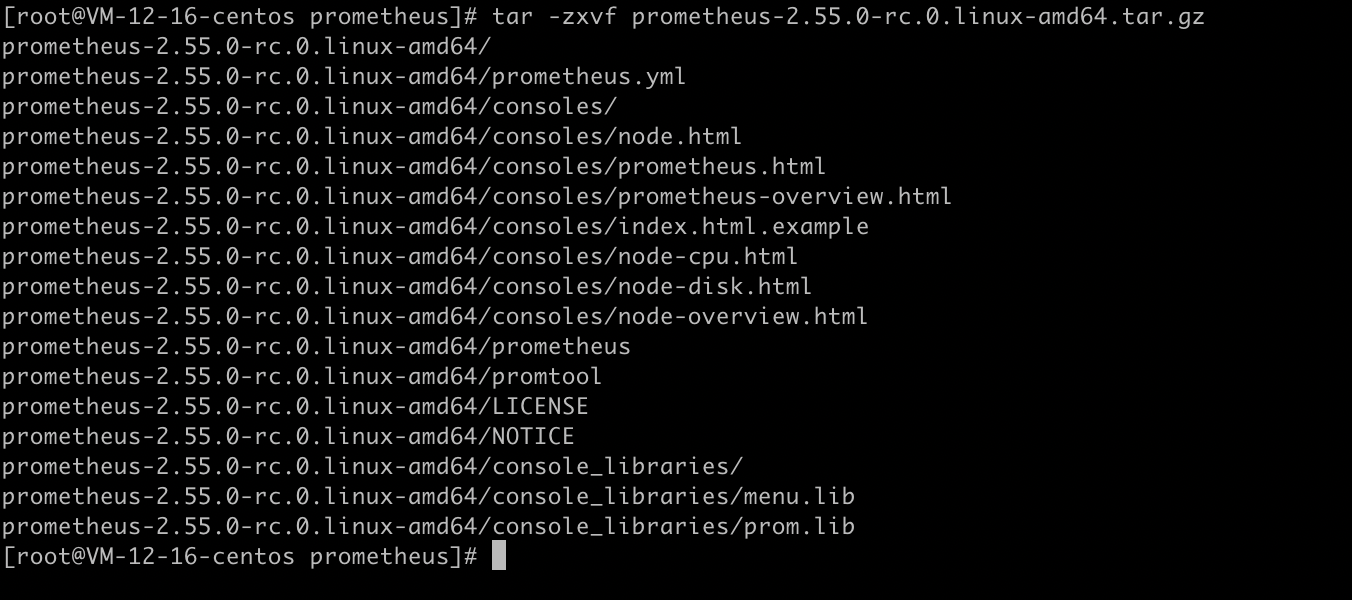 [root@VM-12-16-centos prometheus]# tar -zxvf prometheus-2.55.0-rc.0.linux-amd64.tar.gz
prometheus-2.55.0-rc.0.linux-amd64/
prometheus-2.55.0-rc.0.linux-amd64/prometheus.yml
prometheus-2.55.0-rc.0.linux-amd64/consoles/
prometheus-2.55.0-rc.0.linux-amd64/consoles/node.html
prometheus-2.55.0-rc.0.linux-amd64/consoles/prometheus.html
prometheus-2.55.0-rc.0.linux-amd64/consoles/prometheus-overview.html
prometheus-2.55.0-rc.0.linux-amd64/consoles/index.html.example
prometheus-2.55.0-rc.0.linux-amd64/consoles/node-cpu.html
prometheus-2.55.0-rc.0.linux-amd64/consoles/node-disk.html
prometheus-2.55.0-rc.0.linux-amd64/consoles/node-overview.html
prometheus-2.55.0-rc.0.linux-amd64/prometheus
prometheus-2.55.0-rc.0.linux-amd64/promtool
prometheus-2.55.0-rc.0.linux-amd64/LICENSE
prometheus-2.55.0-rc.0.linux-amd64/NOTICE
prometheus-2.55.0-rc.0.linux-amd64/console_libraries/
prometheus-2.55.0-rc.0.linux-amd64/console_libraries/menu.lib
prometheus-2.55.0-rc.0.linux-amd64/console_libraries/prom.lib
[root@VM-12-16-centos prometheus]#